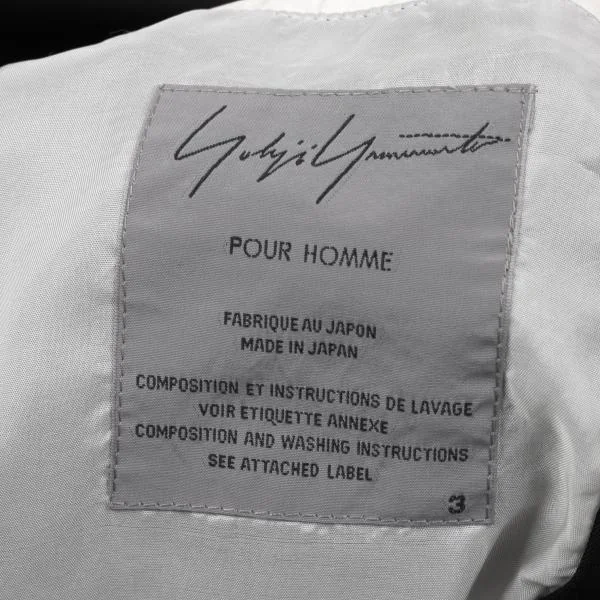 Yohji Yamamoto
POUR HOMME
FABRIQUE AU JAPON
MADE IN JAPAN
COMPOSITION ET INSTRUCTIONS DE LAVAGE
VOIR ETIQUETTE ANNEXE
COMPOSITION AND WASHING INSTRUCTIONS
SEE ATTACHED LABEL
3